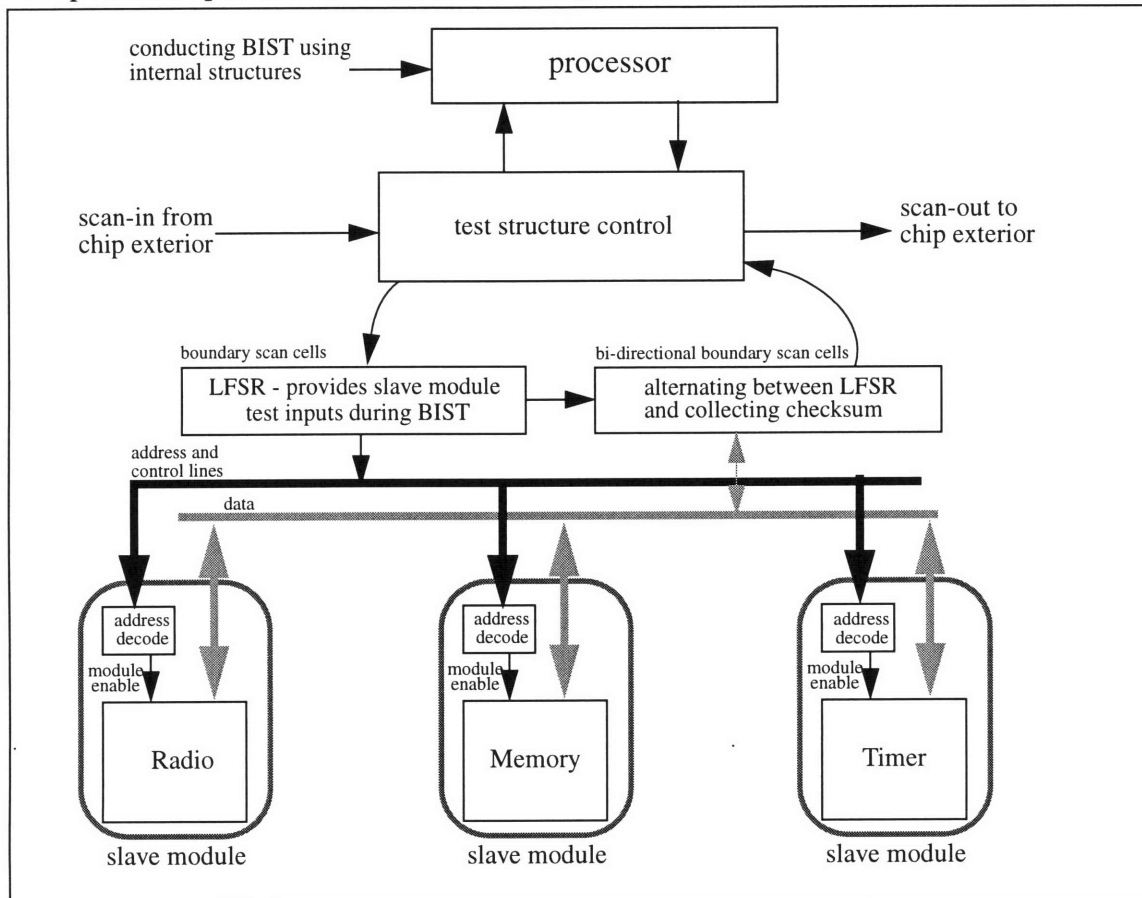 conducting BIST using
internal structures
processor
scan-in from
chip exterior
test structure control
scan-out to
chip exterior
boundary scan cells
LFSR - provides slave module
test inputs during BIST
bi-directional boundary scan cells
alternating between LFSR
and collecting checksum
address and
control lines
data
address
decode
module
enable
Radio
slave module
address
decode
module
enable
Memory
slave module
address
decode
module
enable
Timer
slave module